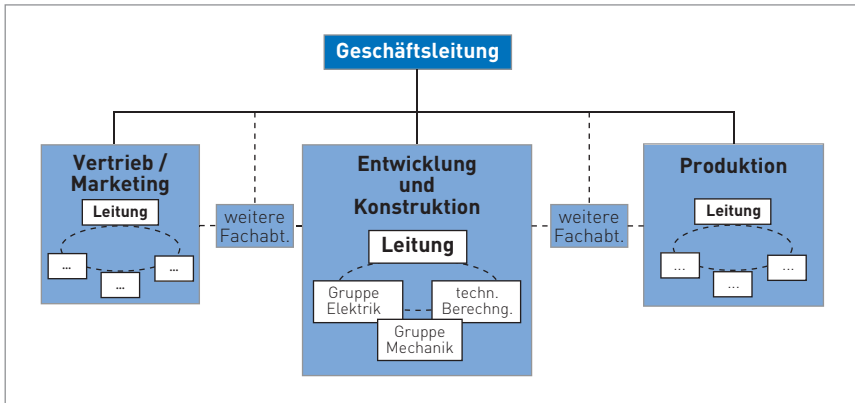 Geschäftsleitung
Vertrieb /
Marketing
Leitung
...
...
...
weitere
Fachabt.
Entwicklung
und
Konstruktion
Leitung
Gruppe
Elektrik
techn.
Berechng.
Gruppe
Mechanik
weitere
Fachabt.
Produktion
Leitung
...
...
...